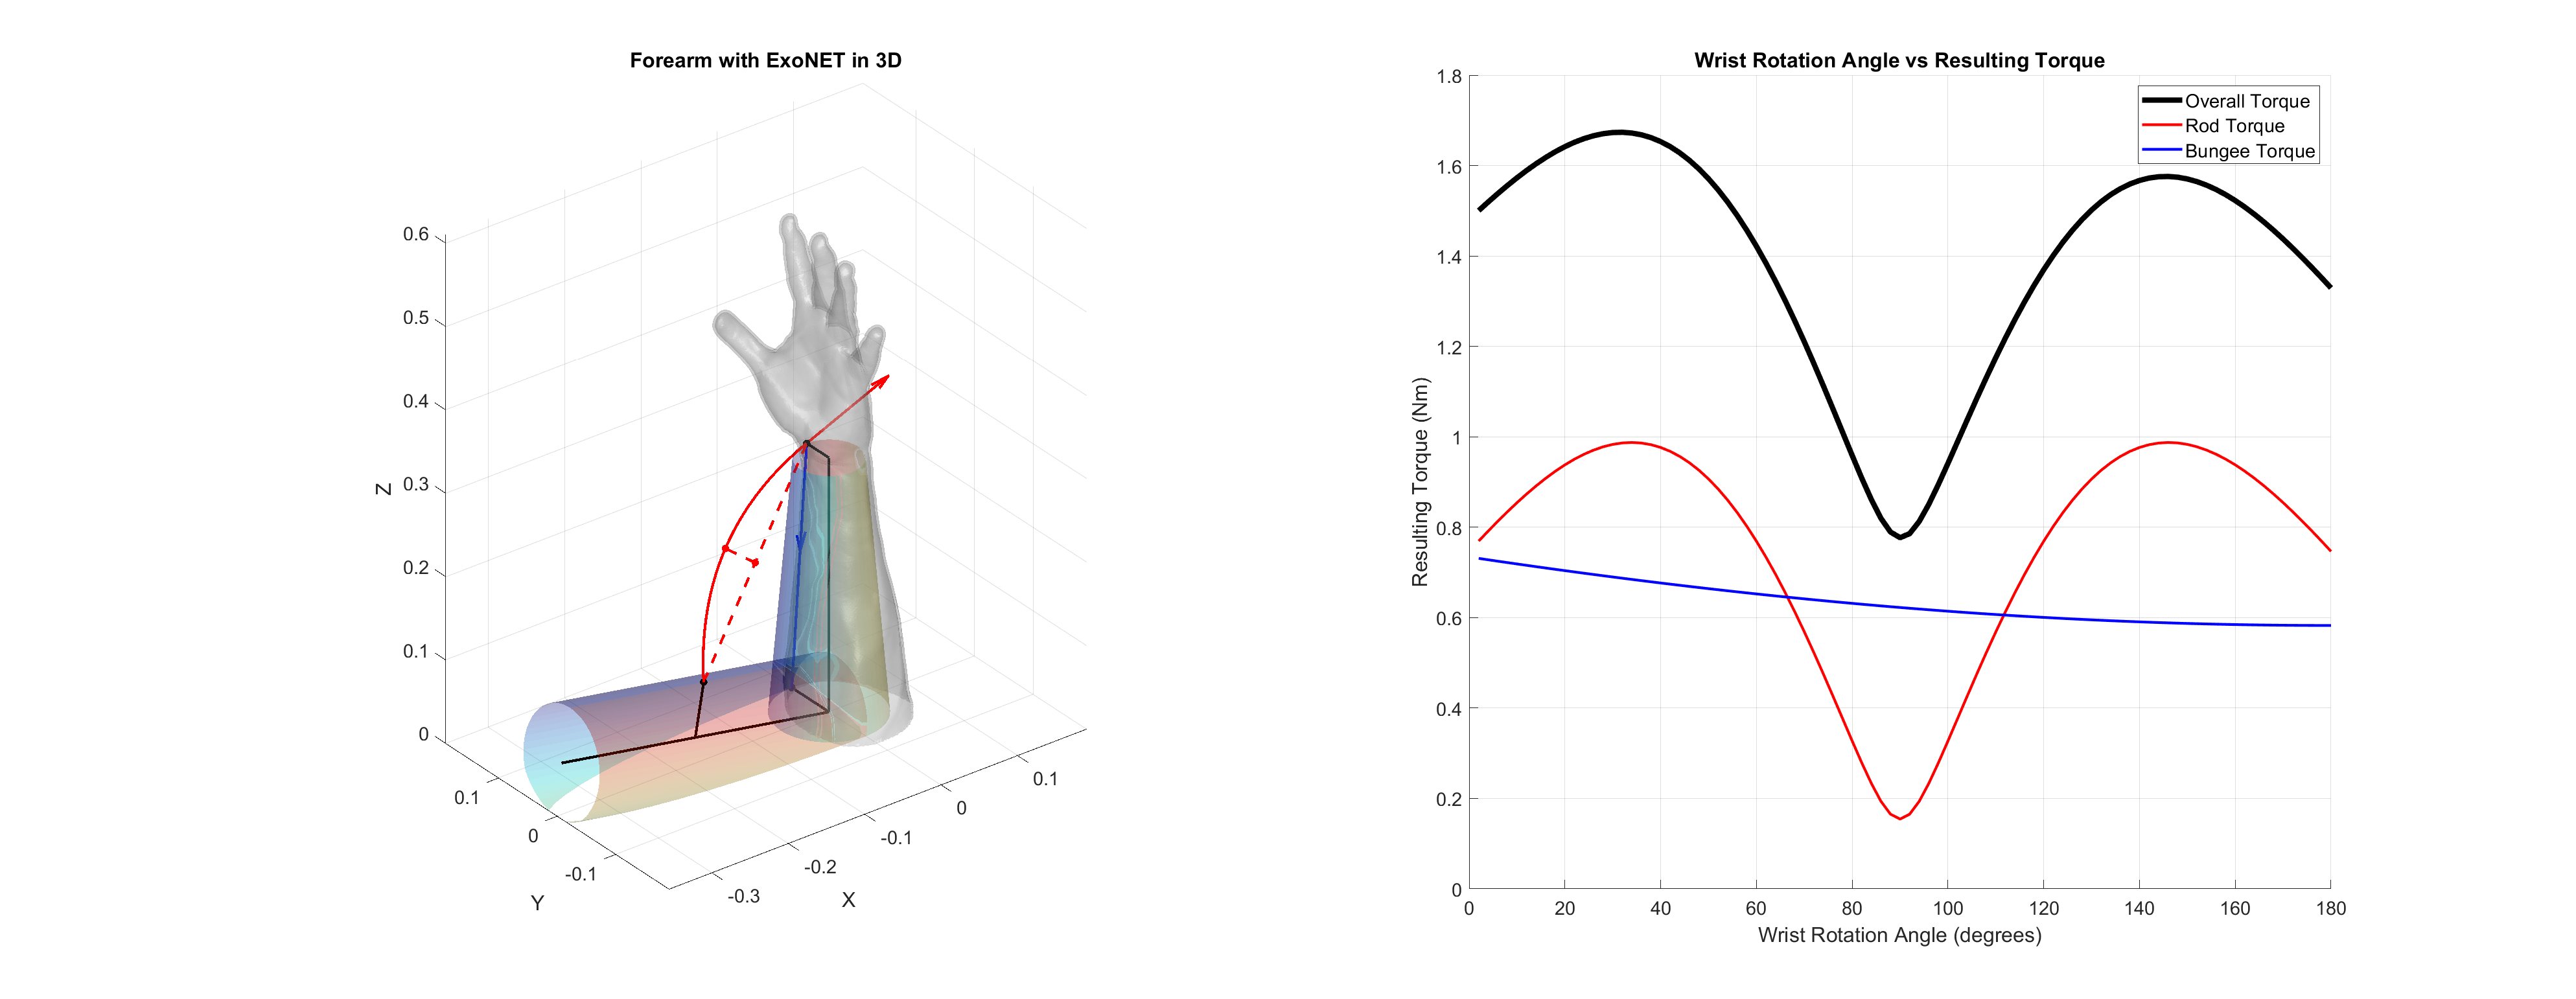 Forearm with ExoNET in 3D
0.6
0.5
0.4
0.3
0.2
0.1
0
Z
0.1
0
-0.1
Y
-0.3
-0.2
-0.1
0
0.1
X
Wrist Rotation Angle vs Resulting Torque
1.8
1.6
1.4
1.2
1
0.8
0.6
0.4
0.2
0
Resulting Torque (Nm)
Overall Torque
Rod Torque
Bungee Torque
0 20 40 60 80 100 120 140 160 180
Wrist Rotation Angle (degrees)